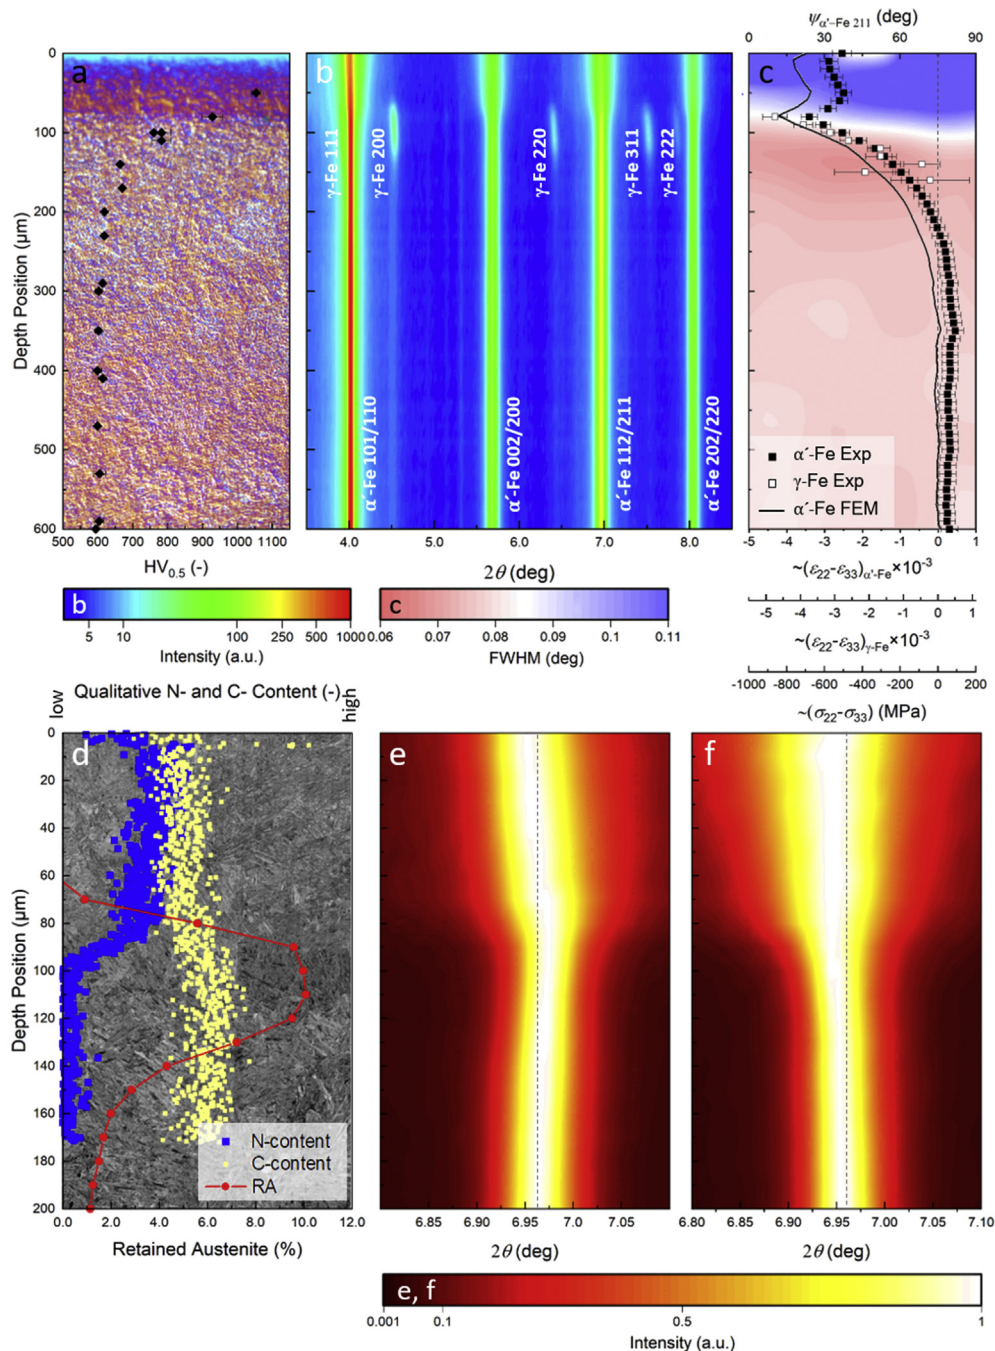 ψα′–Fe 211 (deg)
0 30 60 90
a
b
c
0
100
200
300
400
500
600
Depth Position (µm)
γ-Fe 111
γ-Fe 200
γ-Fe 220
γ-Fe 311
γ-Fe 222
α′-Fe 101/110
α′-Fe 002/200
α′-Fe 112/211
α′-Fe 202/220
α′-Fe Exp
γ-Fe Exp
α′-Fe FEM
500 600 700 800 900 1000 1100
4.0 5.0 6.0 7.0 8.0
-5 -4 -3 -2 -1 0 1
HV0.5 (-)
2θ (deg)
~(ε22-ε33)α′-Fe×10-3
b
5 10 100 250 500 1000
Intensity (a.u.)
c
0.06 0.07 0.08 0.09 0.1 0.11
FWHM (deg)
-5 -4 -3 -2 -1 0 1
~(ε22-ε33)γ-Fe×10-3
-1000 -800 -600 -400 -200 0 200
~(σ22-σ33) (MPa)
Qualitative N- and C- Content (-)
low
high
d
e
f
0
20
40
60
80
100
120
140
160
180
200
Depth Position (µm)
N-content
C-content
RA
0.0 2.0 4.0 6.0 8.0 10.0 12.0
Retained Austenite (%)
6.85 6.90 6.95 7.0 7.05
2θ (deg)
6.80 6.85 6.90 6.95 7.00 7.05 7.10
2θ (deg)
e, f
0.001 0.1 0.5 1
Intensity (a.u.)